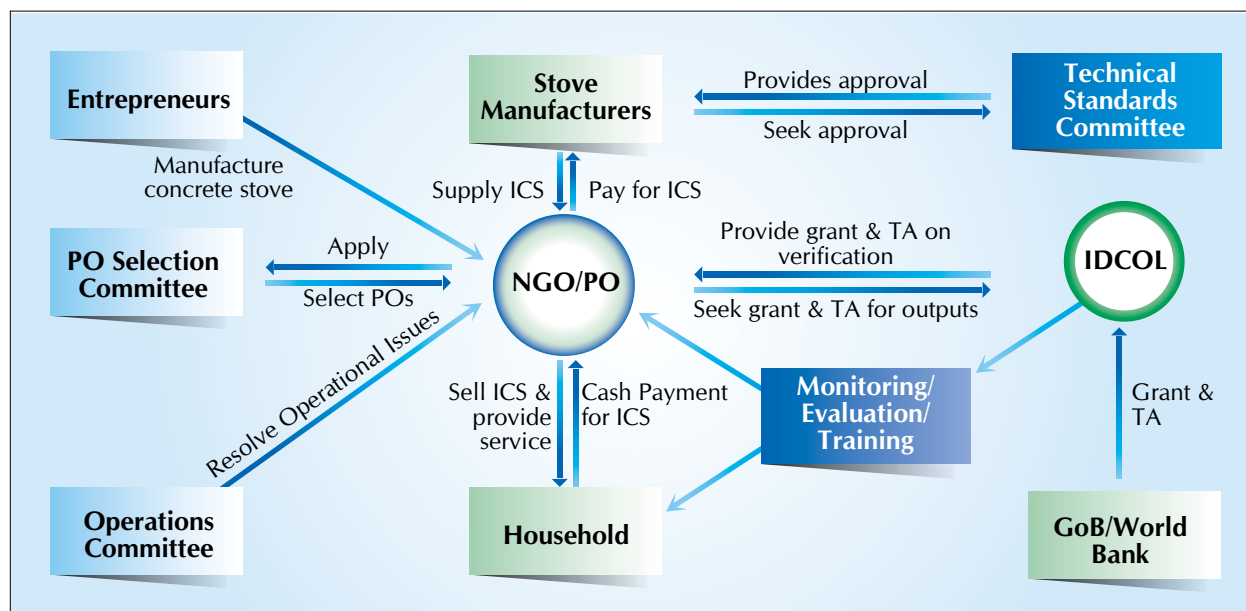 Entrepreneurs
Stove
Manufacturers
Provides approval
Seek approval
Technical
Standards
Committee
Manufacture
concrete stove
Supply ICS
Pay for ICS
PO Selection
Committee
Apply
Select POs
NGO/PO
Provide grant & TA on
verification
Seek grant & TA for outputs
IDCOL
Resolve Operational Issues
Sell ICS &
provide
service
Cash Payment
for ICS
Monitoring/
Evaluation/
Training
Grant &
TA
Operations
Committee
Household
GoB/World
Bank